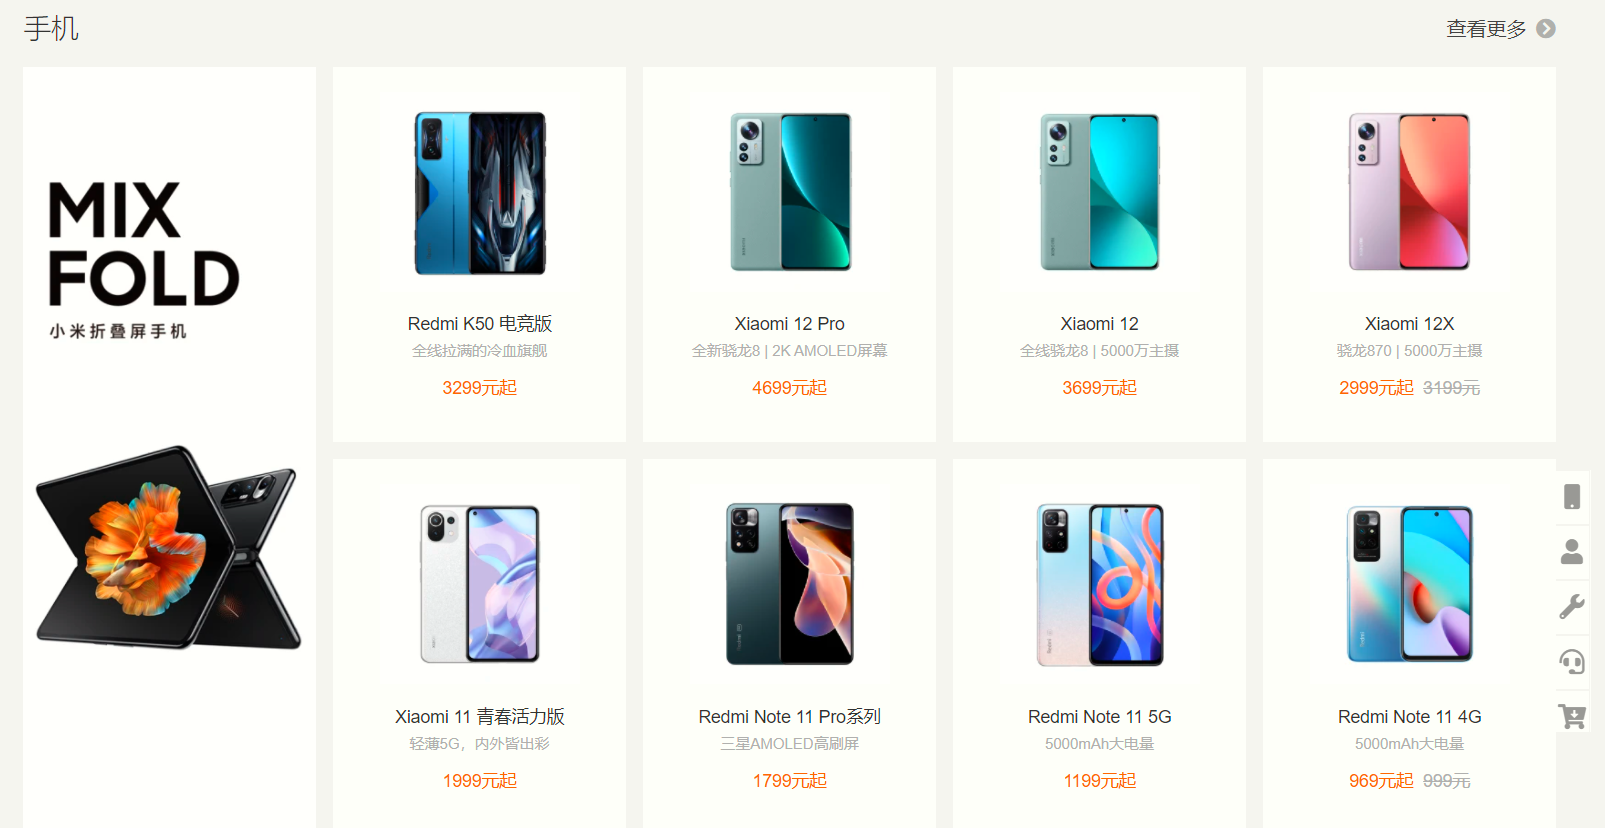 手机
查看更多
MIX
FOLD
小米折叠屏手机
Redmi K50 电竞版
全线拉满的冷血旗舰
3299元起
Xiaomi 12 Pro
全新骁龙8 | 2K AMOLED屏幕
4699元起
Xiaomi 12
全线骁龙8 | 5000万主摄
3699元起
Xiaomi 12X
骁龙870 | 5000万主摄
2999元起 3199元
Xiaomi 11 青春活力版
轻薄5G，内外皆出彩
1999元起
Redmi Note 11 Pro系列
三星AMOLED高刷屏
1799元起
Redmi Note 11 5G
5000mAh大电量
1199元起
Redmi Note 11 4G
5000mAh大电量
969元起 999元